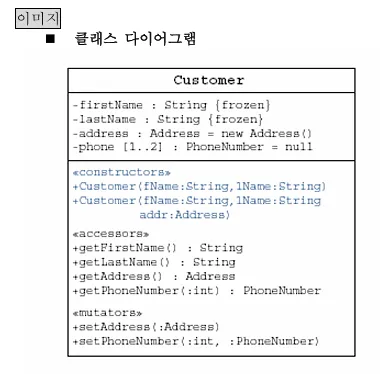 이미지
■ 클래스 다이어그램
Customer
-firstName : String {frozen}
-lastName : String {frozen}
-address : Address = new Address()
-phone [1..2] : PhoneNumber = null
«constructors»
+Customer(fName:String,lName:String)
+Customer(fName:String,lName:String
addr:Address)
«accessors»
+getFirstName() : String
+getLastName() : String
+getAddress() : Address
+getPhoneNumber(:int) : PhoneNumber
«mutators»
+setAddress(:Address)
+setPhoneNumber(:int, :PhoneNumber)